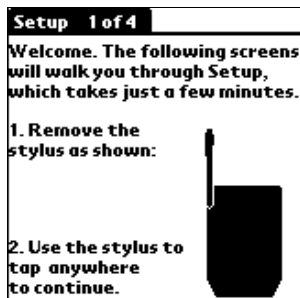 Setup 1 of 4
Welcome. The following screens
will walk you through Setup,
which takes just a few minutes.
1. Remove the
stylus as shown:
2. Use the stylus to
tap anywhere
to continue.